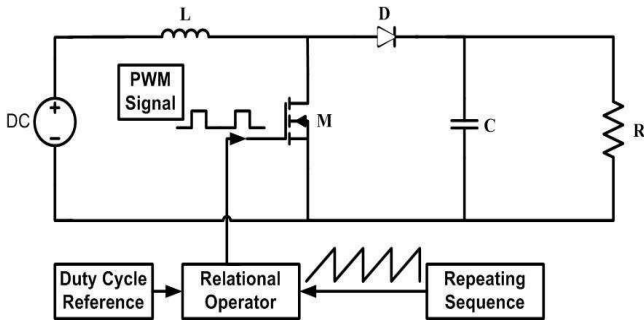 L
D
PWM
Signal
DC
M
C
R
Duty Cycle
Reference
Relational
Operator
Repeating
Sequence